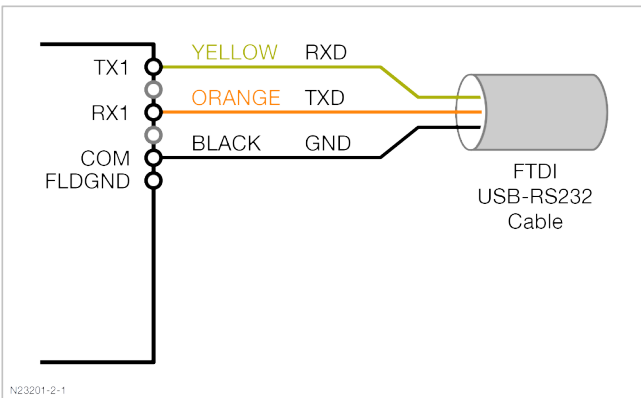 TX1 YELLOW RXD
RX1 ORANGE TXD
COM BLACK GND
FLDGND
FTDI
USB-RS232
Cable
N23201-2-1